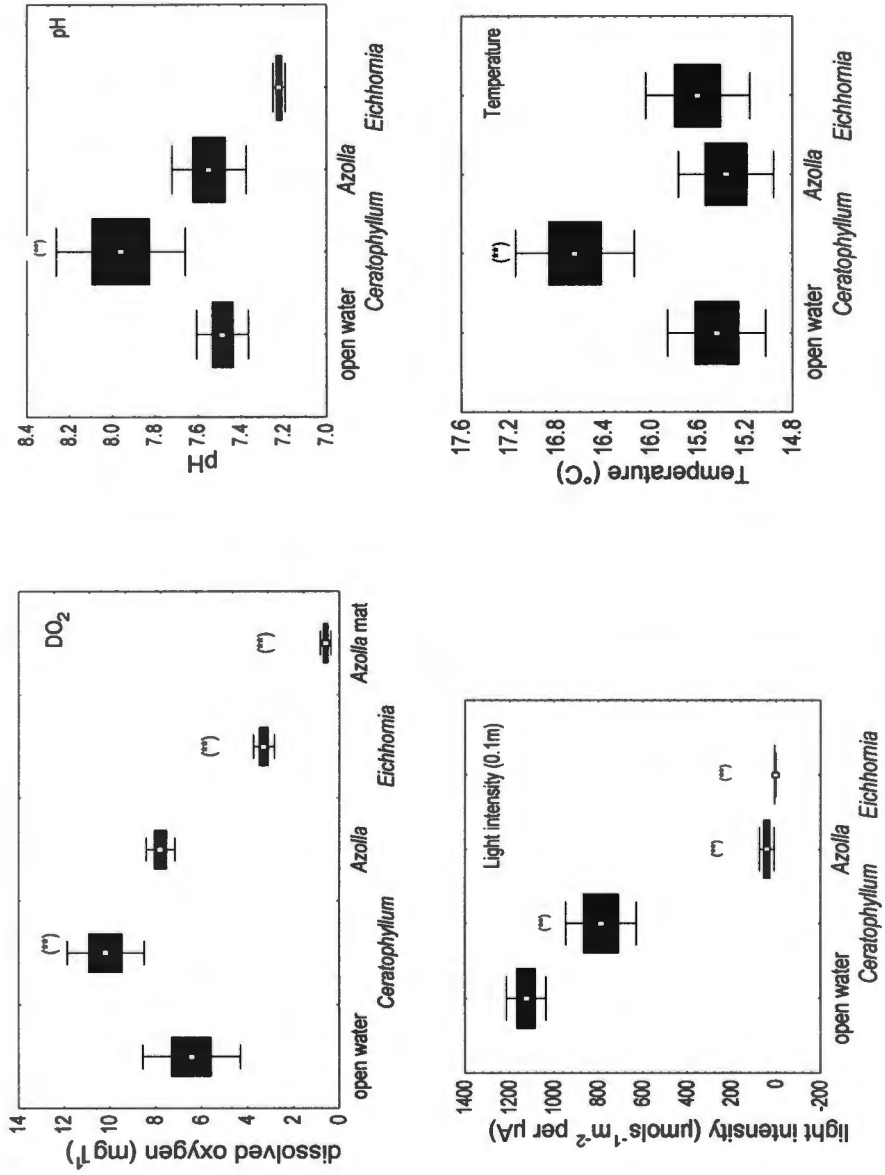 DO₂
14
10
6
4
2
0
dissolved oxygen (mgl⁻¹)
(**)
(**)
(**)
open water
Ceratophyllum
Azolla
Eichhornia
Azolla mat
pH
8.4
8.2
8.0
7.8
7.6
7.4
7.2
7.0
pH
(**)
open water
Ceratophyllum
Azolla
Eichhornia
Light intensity (0.1m)
1400
1200
1000
800
600
400
200
0
-200
light intensity (µmols⁻¹m⁻² per µA)
(**)
(**)
(**)
open water
Ceratophyllum
Azolla
Eichhornia
Temperature
17.6
17.2
16.8
16.4
16.0
15.6
15.2
14.8
Temperature (°C)
(**)
open water
Ceratophyllum
Azolla
Eichhornia